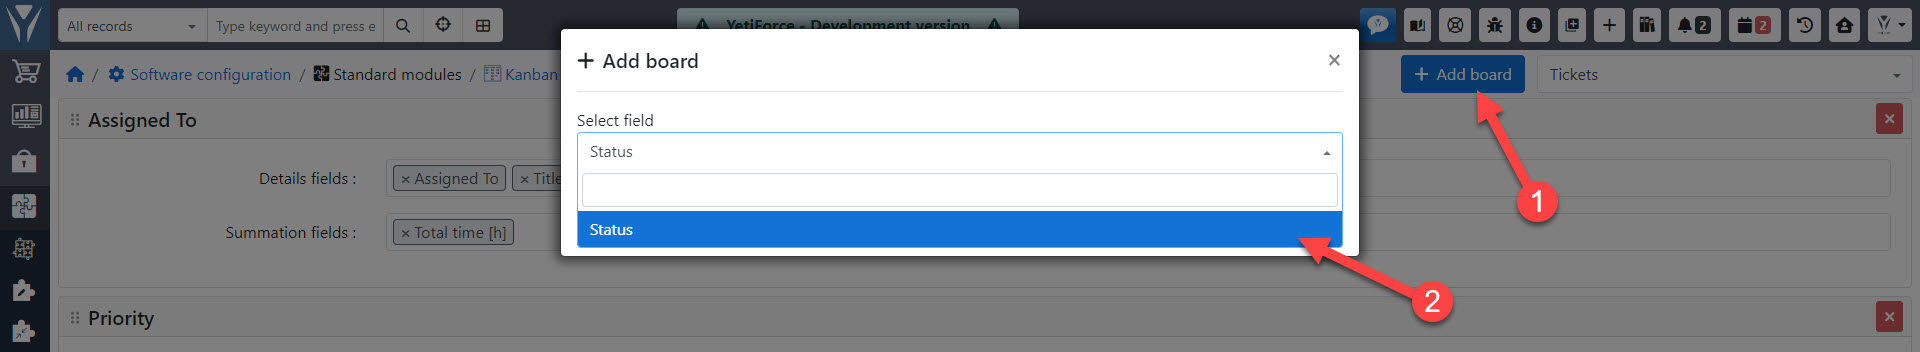 All records
Type keyword and press e
YetiForce - Development version
2
2
Software configuration / Standard modules / Kanban
Add board
Tickets
Add board
×
Select field
Status
Status
Assigned To
Details fields :
× Assigned To
× Title
Summation fields :
× Total time [h]
Priority
1
2